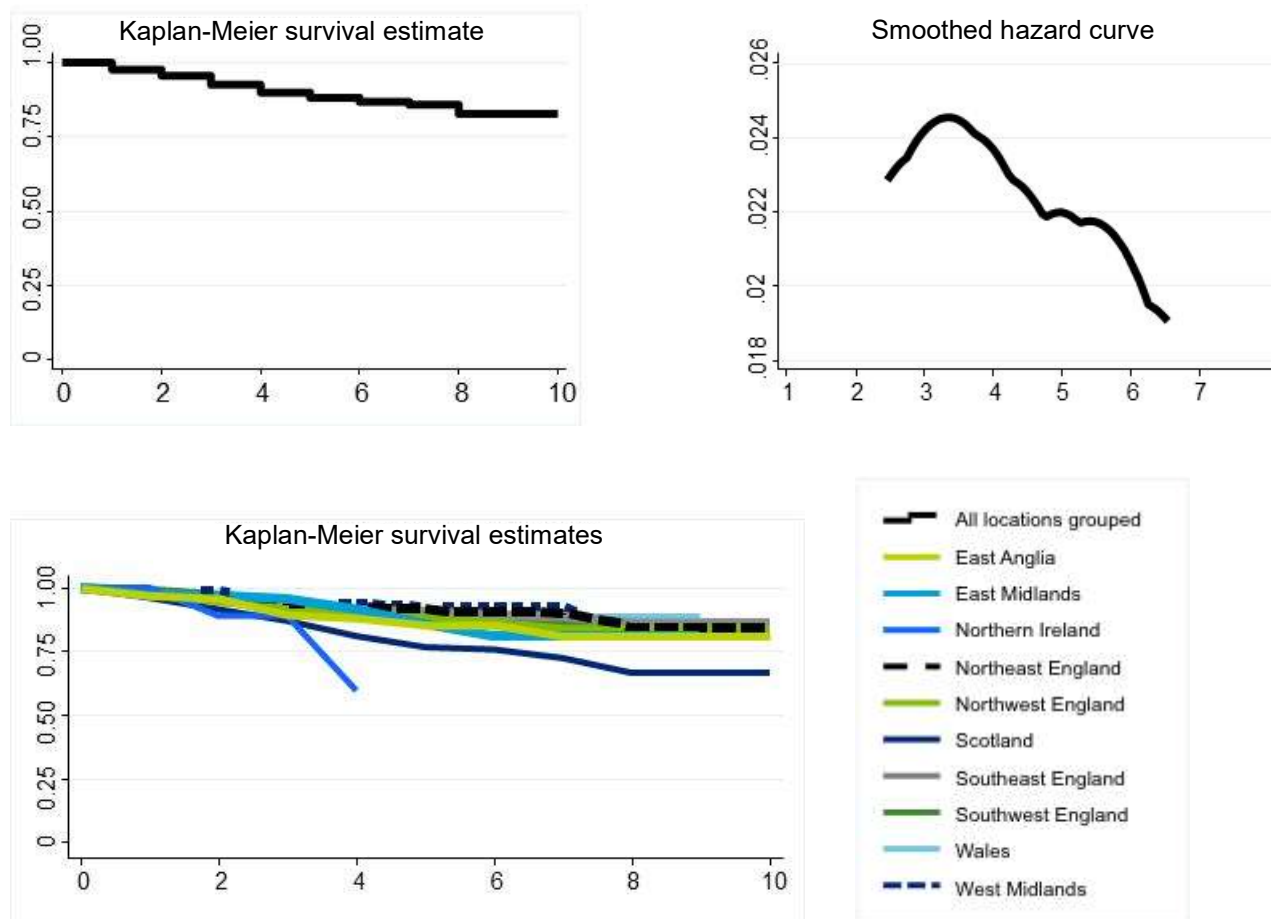 Kaplan-Meier survival estimate
1.00
0.75
0.50
0.25
0
0 2 4 6 8 10
Smoothed hazard curve
.026
.024
.022
.02
.018
1 2 3 4 5 6 7
Kaplan-Meier survival estimates
1.00
0.75
0.50
0.25
0
0 2 4 6 8 10
All locations grouped
East Anglia
East Midlands
Northern Ireland
Northeast England
Northwest England
Scotland
Southeast England
Southwest England
Wales
West Midlands